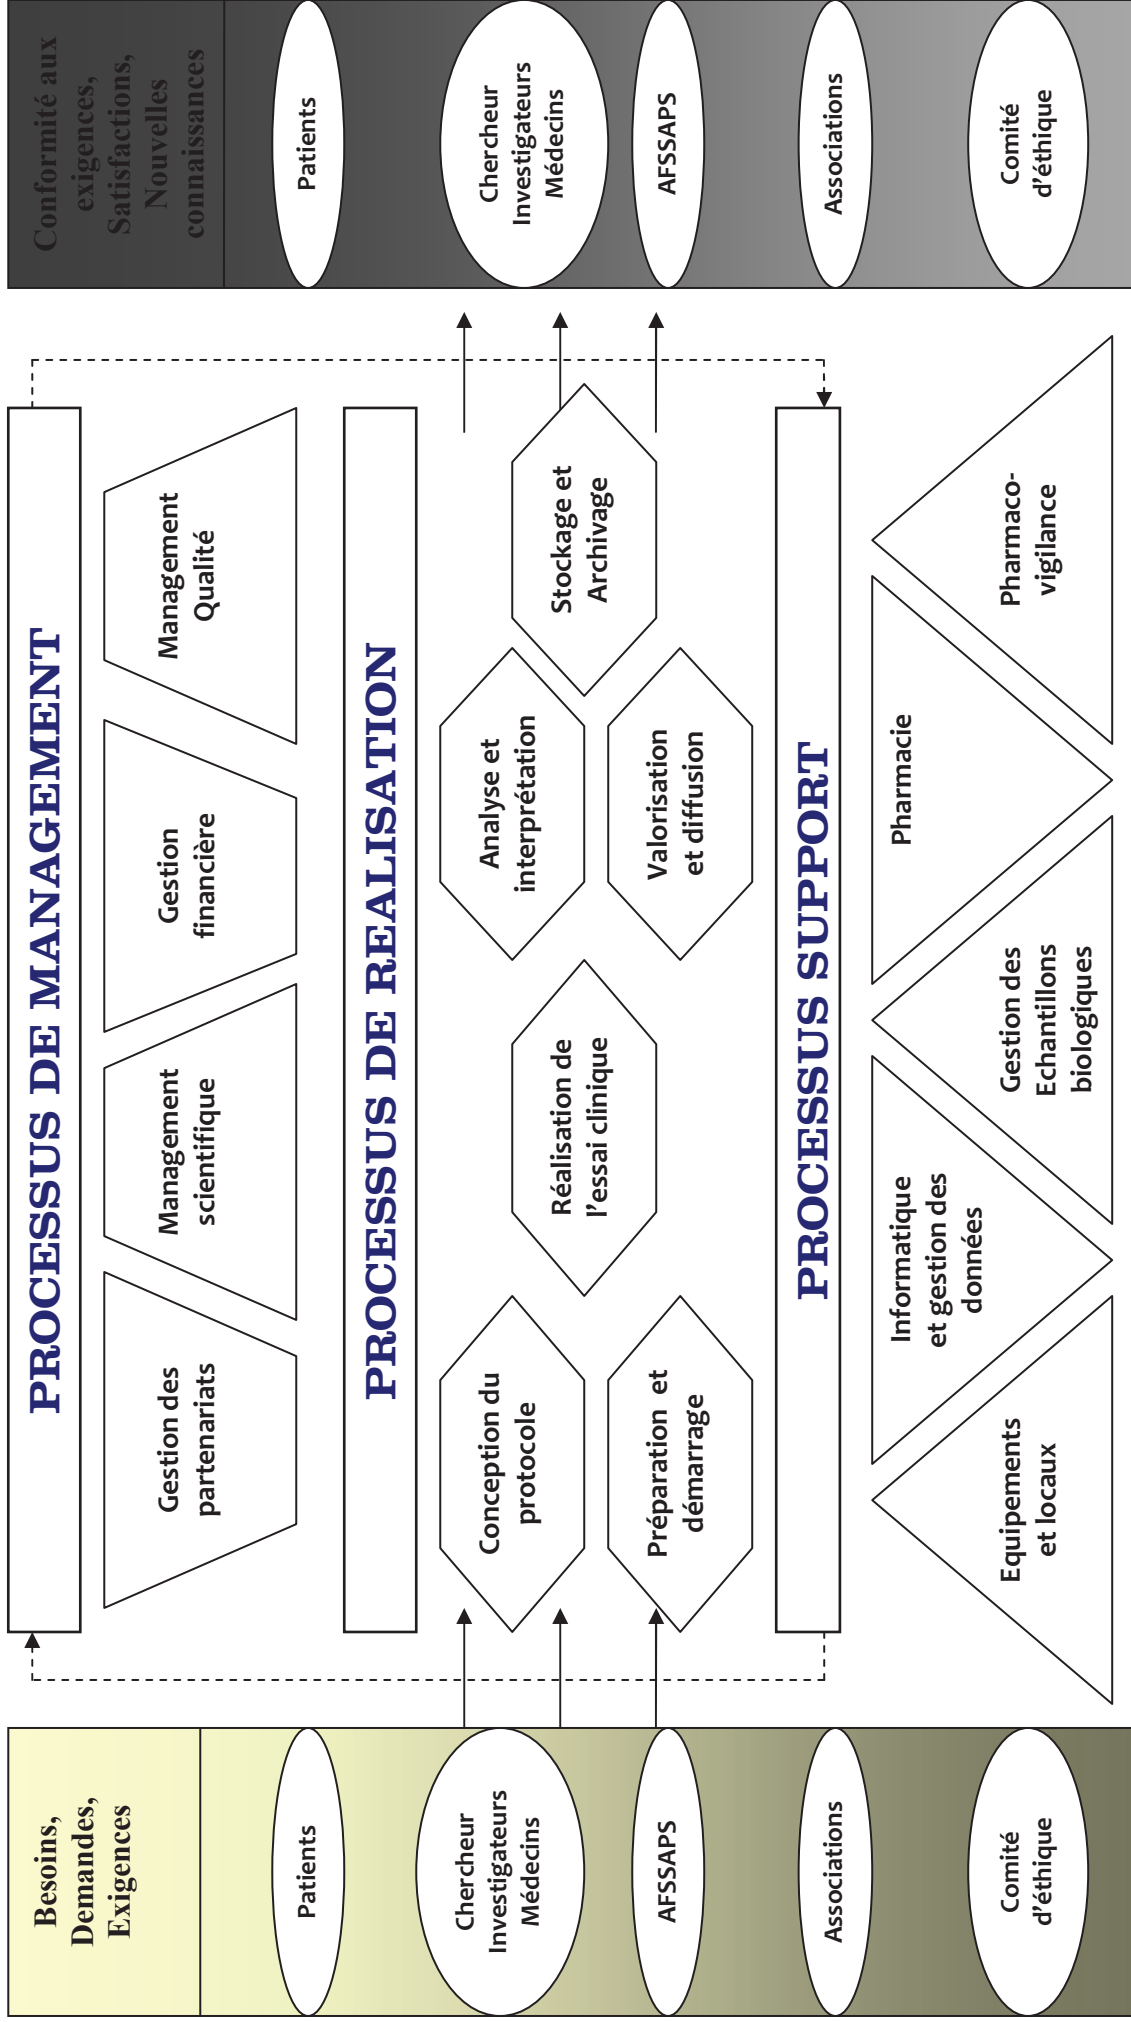 Besoins,
Demandes,
Exigences
Patients
Chercheur
Investigateurs
Médecins
AFSSAPS
Associations
Comité
d'éthique
PROCESSUS DE MANAGEMENT
Gestion des
partenariats
Management
scientifique
Gestion
financière
Management
Qualité
PROCESSUS DE REALISATION
Conception du
protocole
Préparation et
démarrage
Réalisation de
l'essai clinique
Analyse et
interprétation
Valorisation
et diffusion
Stockage et
Archivage
PROCESSUS SUPPORT
Equipements
et locaux
Informatique
et gestion des
données
Gestion des
Echantillons
biologiques
Pharmacie
Pharmaco-
vigilance
Conformité aux
exigences,
Satisfactions,
Nouvelles
connaissances
Patients
Chercheur
Investigateurs
Médecins
AFSSAPS
Associations
Comité
d'éthique